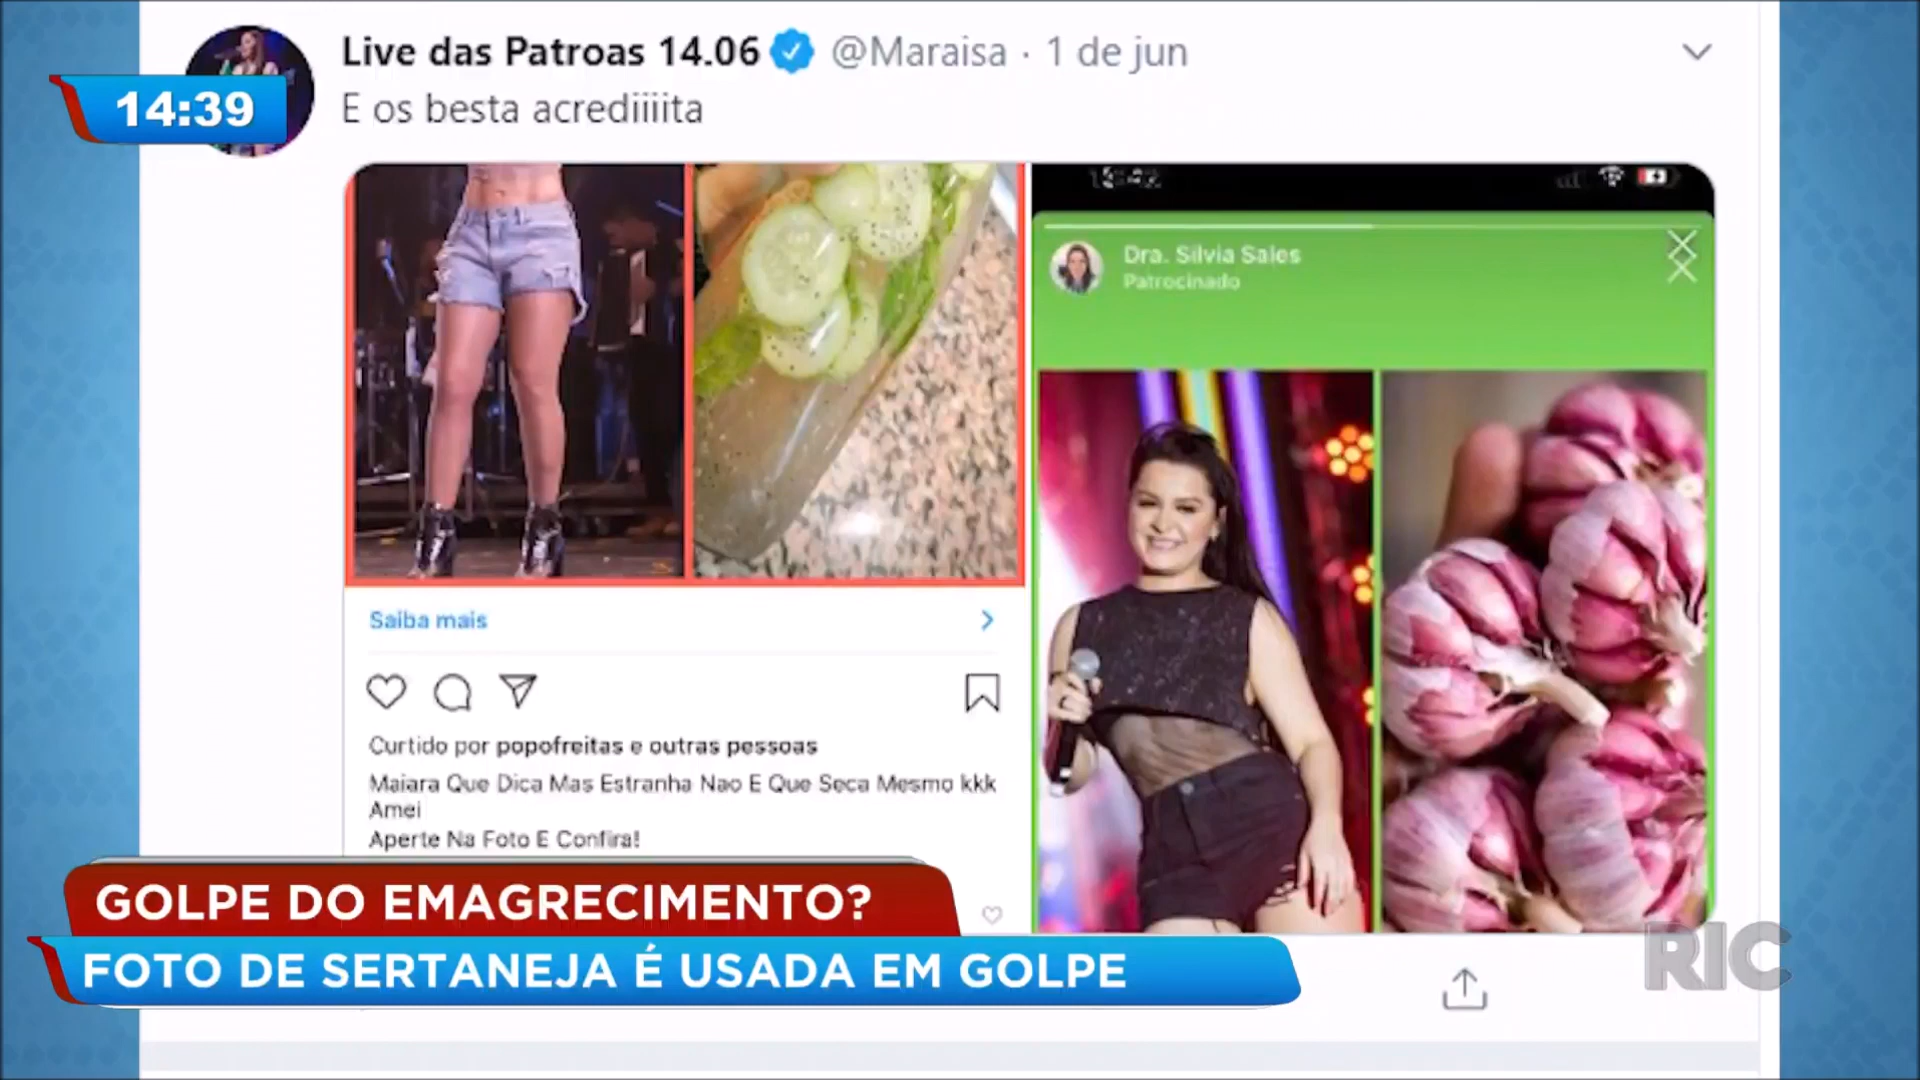 Live das Patroas 14.06 @Maraisa · 1 de jun
14:39
E os besta acrediiiiita
Dra. Silvia Sales
Patrocinado
Saiba mais
Curtido por popofreitas e outras pessoas
Maiara Que Dica Mas Estranha Nao E Que Seca Mesmo kkk
Amei
Aperte Na Foto E Confira!
GOLPE DO EMAGRECIMENTO?
FOTO DE SERTANEJA É USADA EM GOLPE
RIC